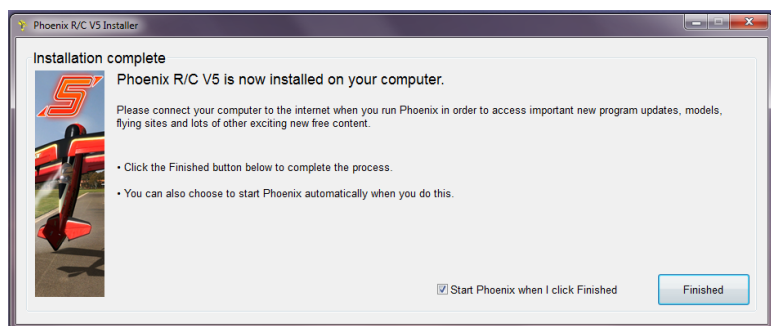 Phoenix R/C V5 Installer
Installation complete
5
Phoenix R/C V5 is now installed on your computer.
Please connect your computer to the internet when you run Phoenix in order to access important new program updates, models,
flying sites and lots of other exciting new free content.
• Click the Finished button below to complete the process.
• You can also choose to start Phoenix automatically when you do this.
Start Phoenix when I click Finished
Finished